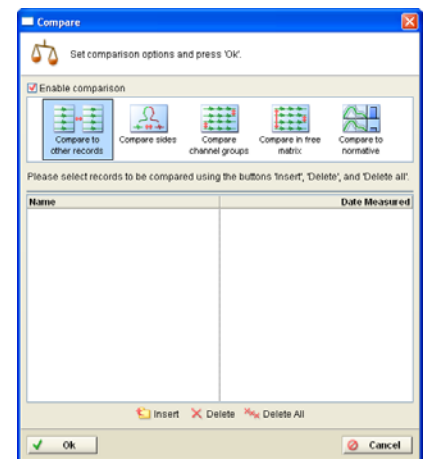 Compare
Set comparison options and press 'Ok'.
Enable comparison
Compare to other records
Compare sides
Compare channel groups
Compare in free matrix
Compare to normative
Please select records to be compared using the buttons 'Insert', 'Delete', and 'Delete all'.
Name Date Measured
Insert Delete Delete All
Ok Cancel